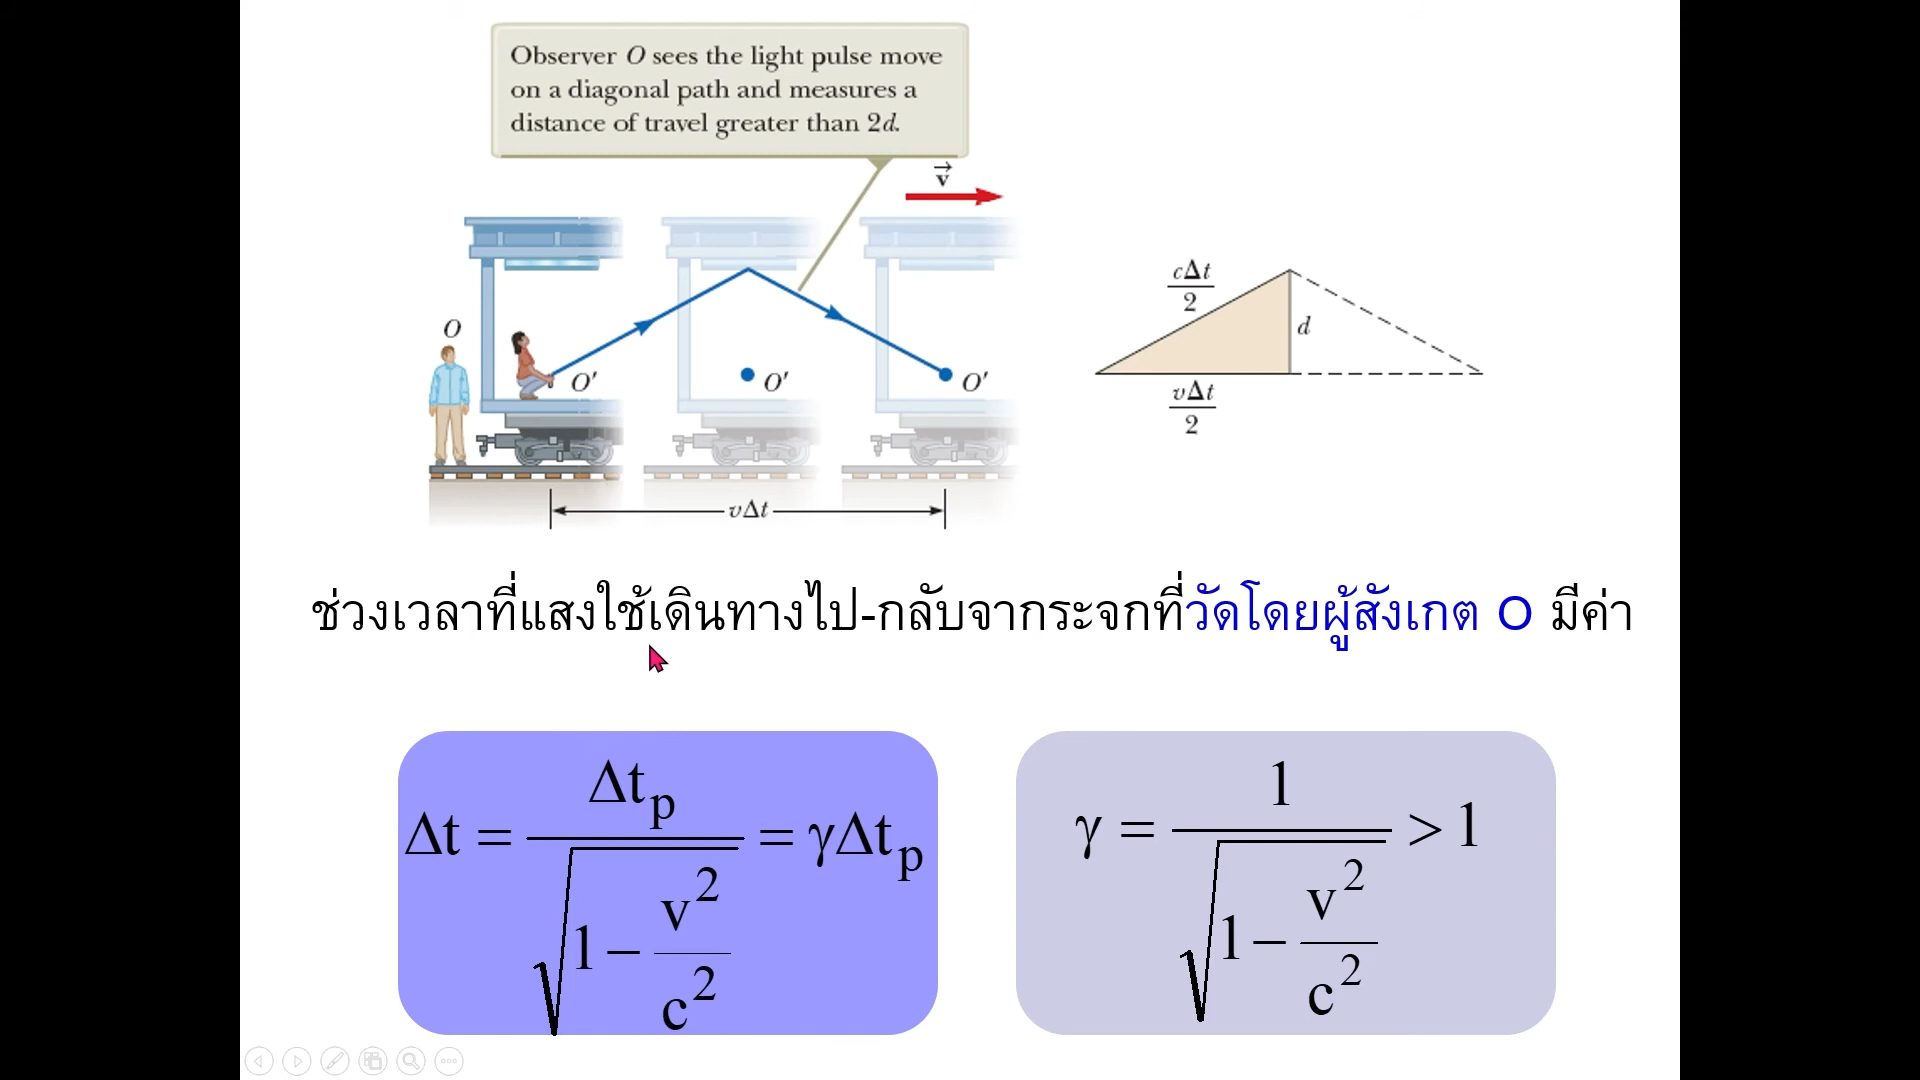 Observer O sees the light pulse move
on a diagonal path and measures a
distance of travel greater than 2d.
v⃗
O
O′
O′
O′
vΔt
cΔt
2
d
vΔt
2
ช่วงเวลาที่แสงใช้เดินทางไป-กลับจากระจกที่วัดโดยผู้สังเกต O มีค่า
Δt = Δtₚ / √(1 − v²/c²) = γΔtₚ
γ = 1 / √(1 − v²/c²) > 1